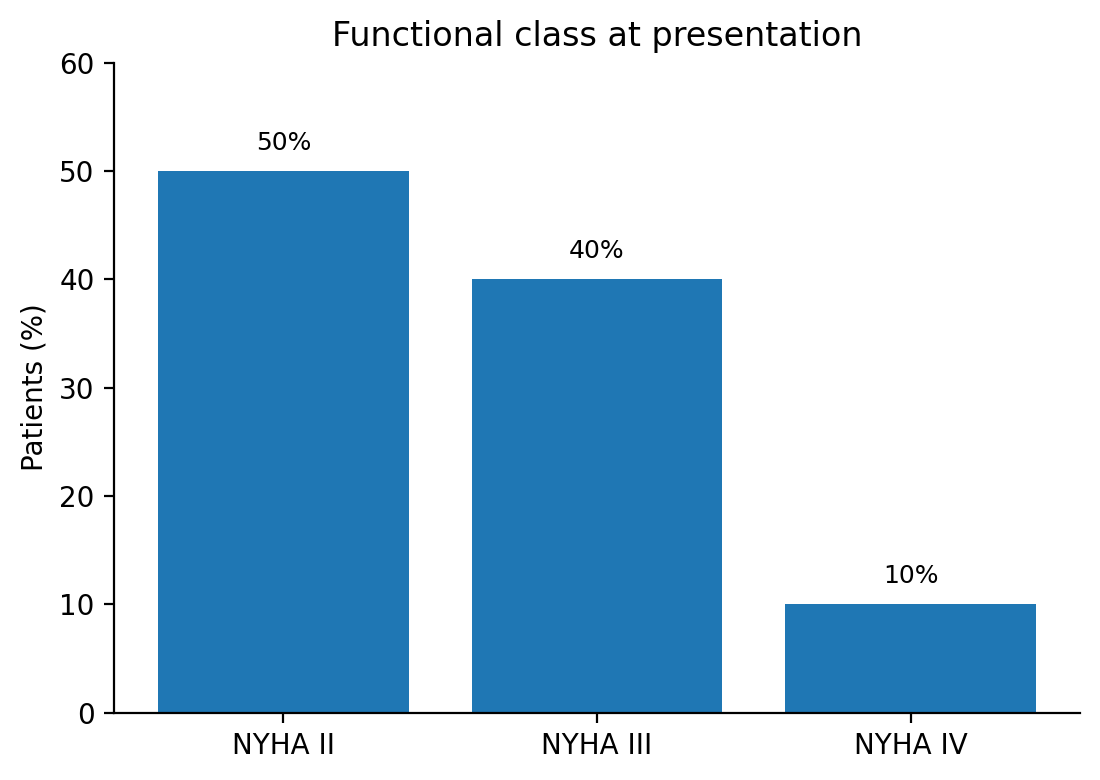 Functional class at presentation
Patients (%)
60
50
40
30
20
10
0
50%
40%
10%
NYHA II
NYHA III
NYHA IV